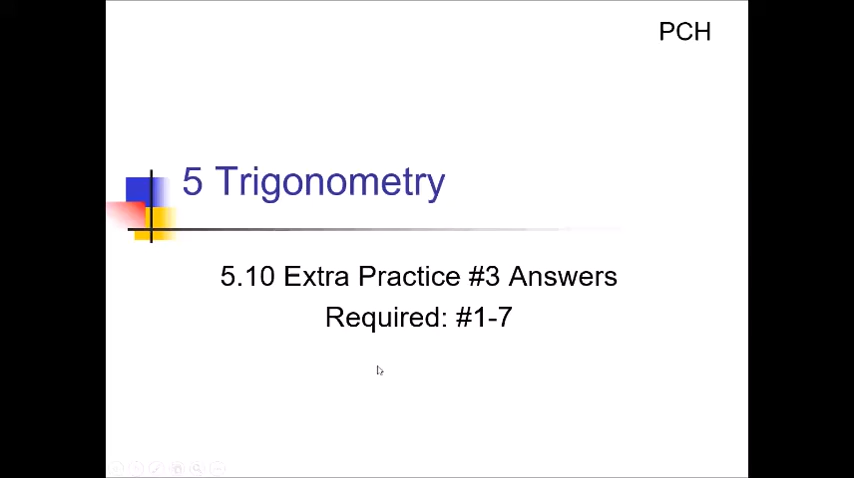 PCH
5 Trigonometry
5.10 Extra Practice #3 Answers
Required: #1-7